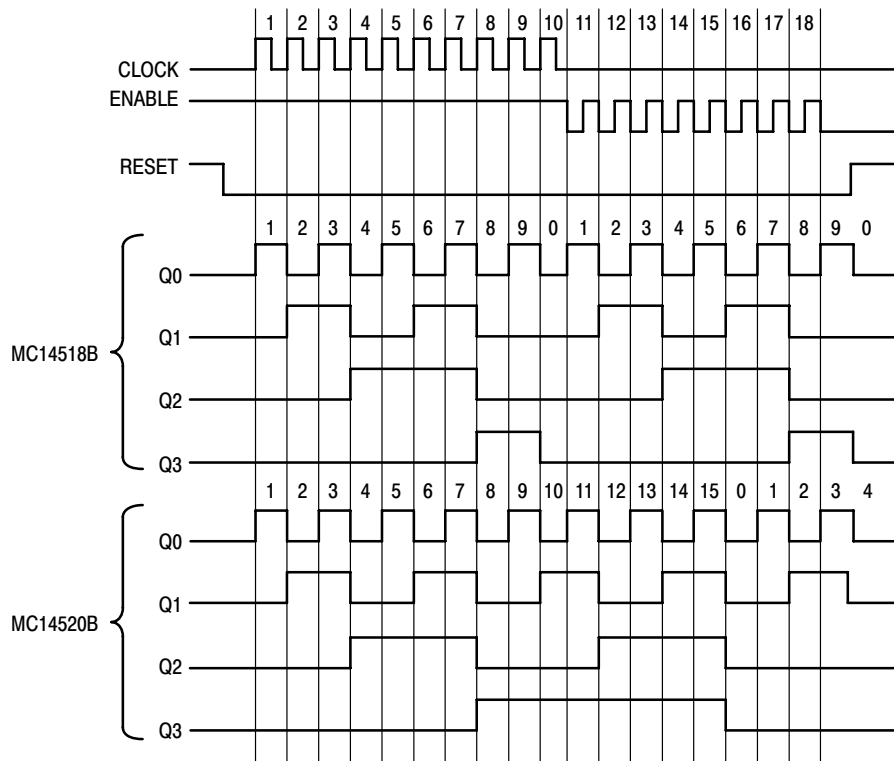 1 2 3 4 5 6 7 8 9 10 11 12 13 14 15 16 17 18
CLOCK
ENABLE
RESET
1 2 3 4 5 6 7 8 9 0 1 2 3 4 5 6 7 8 9 0
Q0
Q1
MC14518B
Q2
Q3
1 2 3 4 5 6 7 8 9 10 11 12 13 14 15 0 1 2 3 4
Q0
Q1
MC14520B
Q2
Q3